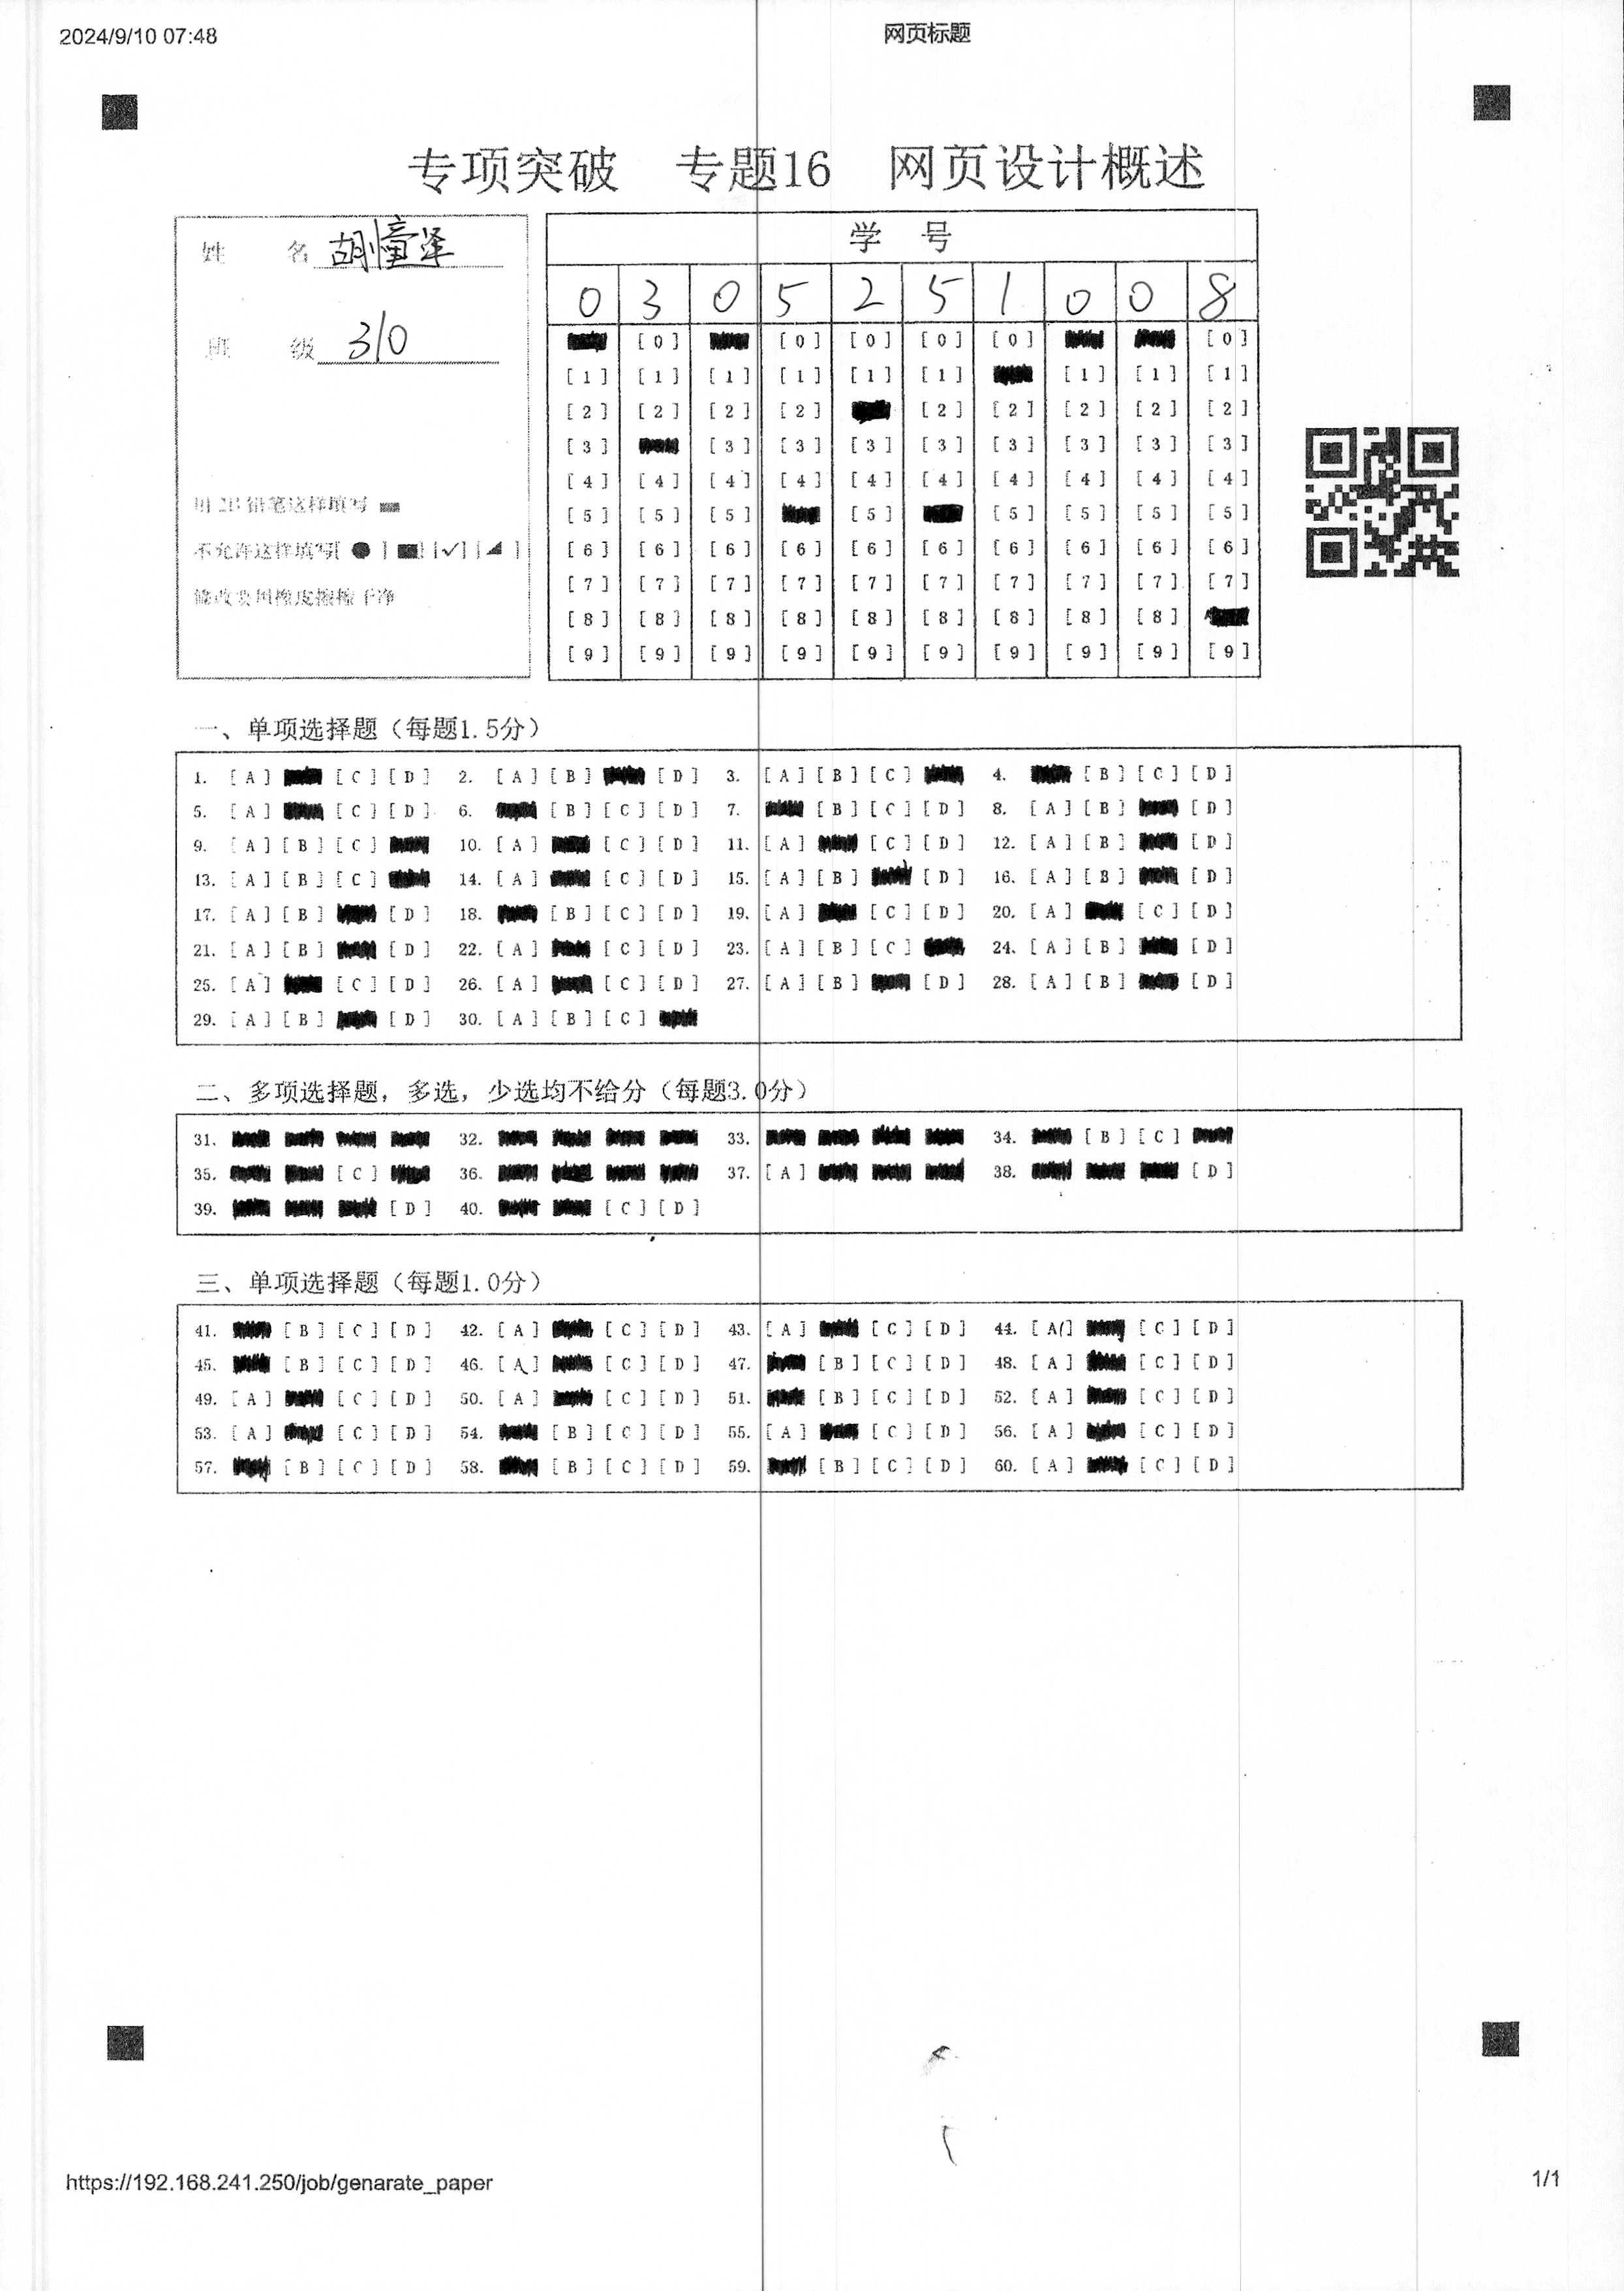 2024/9/10 07:48
网页标题
专项突破 专题16 网页设计概述
姓 名 胡憧泽
班 级 310
用 2B 铅笔这样填写
不允许这样填写[ ● ] [■] [✓] [◢ ]
修改要用橡皮擦擦干净
学 号
0 3 0 5 2 5 1 0 0 8
[0] [0] [0] [0] [0] [0]
[1] [1] [1] [1] [1] [1] [1] [1] [1]
[2] [2] [2] [2] [2] [2] [2] [2] [2]
[3] [3] [3] [3] [3] [3] [3] [3] [3]
[4] [4] [4] [4] [4] [4] [4] [4] [4] [4]
[5] [5] [5] [5] [5] [5] [5] [5]
[6] [6] [6] [6] [6] [6] [6] [6] [6] [6]
[7] [7] [7] [7] [7] [7] [7] [7] [7] [7]
[8] [8] [8] [8] [8] [8] [8] [8] [8]
[9] [9] [9] [9] [9] [9] [9] [9] [9] [9]
一、单项选择题（每题1.5分）
1. [A] [C] [D] 2. [A] [B] [D] 3. [A] [B] [C] 4. [B] [C] [D]
5. [A] [C] [D] 6. [B] [C] [D] 7. [B] [C] [D] 8. [A] [B] [D]
9. [A] [B] [C] 10. [A] [C] [D] 11. [A] [C] [D] 12. [A] [B] [D]
13. [A] [B] [C] 14. [A] [C] [D] 15. [A] [B] [D] 16. [A] [B] [D]
17. [A] [B] [D] 18. [B] [C] [D] 19. [A] [C] [D] 20. [A] [C] [D]
21. [A] [B] [D] 22. [A] [C] [D] 23. [A] [B] [C] 24. [A] [B] [D]
25. [A] [C] [D] 26. [A] [C] [D] 27. [A] [B] [D] 28. [A] [B] [D]
29. [A] [B] [D] 30. [A] [B] [C]
二、多项选择题，多选，少选均不给分（每题3.0分）
31. 32. 33. 34. [B] [C]
35. [C] 36. 37. [A] 38. [D]
39. [D] 40. [C] [D]
三、单项选择题（每题1.0分）
41. [B] [C] [D] 42. [A] [C] [D] 43. [A] [C] [D] 44. [A] [C] [D]
45. [B] [C] [D] 46. [A] [C] [D] 47. [B] [C] [D] 48. [A] [C] [D]
49. [A] [C] [D] 50. [A] [C] [D] 51. [B] [C] [D] 52. [A] [C] [D]
53. [A] [C] [D] 54. [B] [C] [D] 55. [A] [C] [D] 56. [A] [C] [D]
57. [B] [C] [D] 58. [B] [C] [D] 59. [B] [C] [D] 60. [A] [C] [D]
https://192.168.241.250/job/genarate_paper
1/1